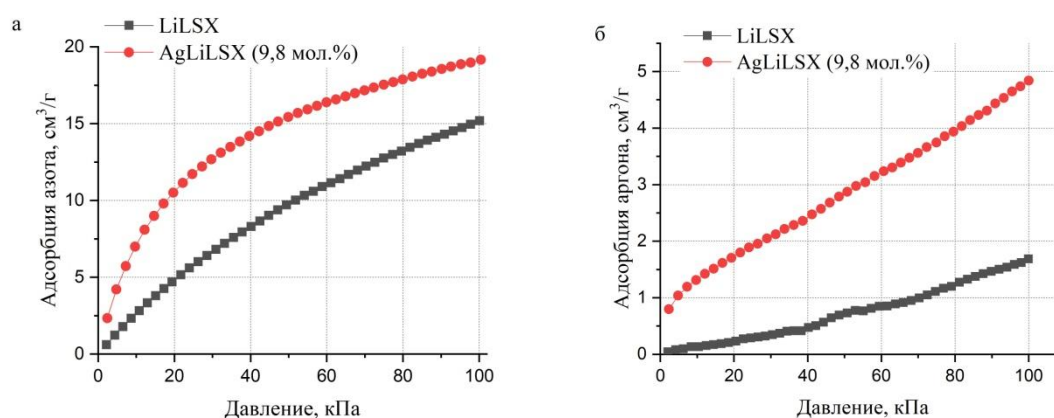 а
LiLSX
AgLiLSX (9,8 мол.%)
Адсорбция азота, см³/г
20
15
10
5
0
0 20 40 60 80 100
Давление, кПа
б
LiLSX
AgLiLSX (9,8 мол.%)
Адсорбция аргона, см³/г
5
4
3
2
1
0
0 20 40 60 80 100
Давление, кПа